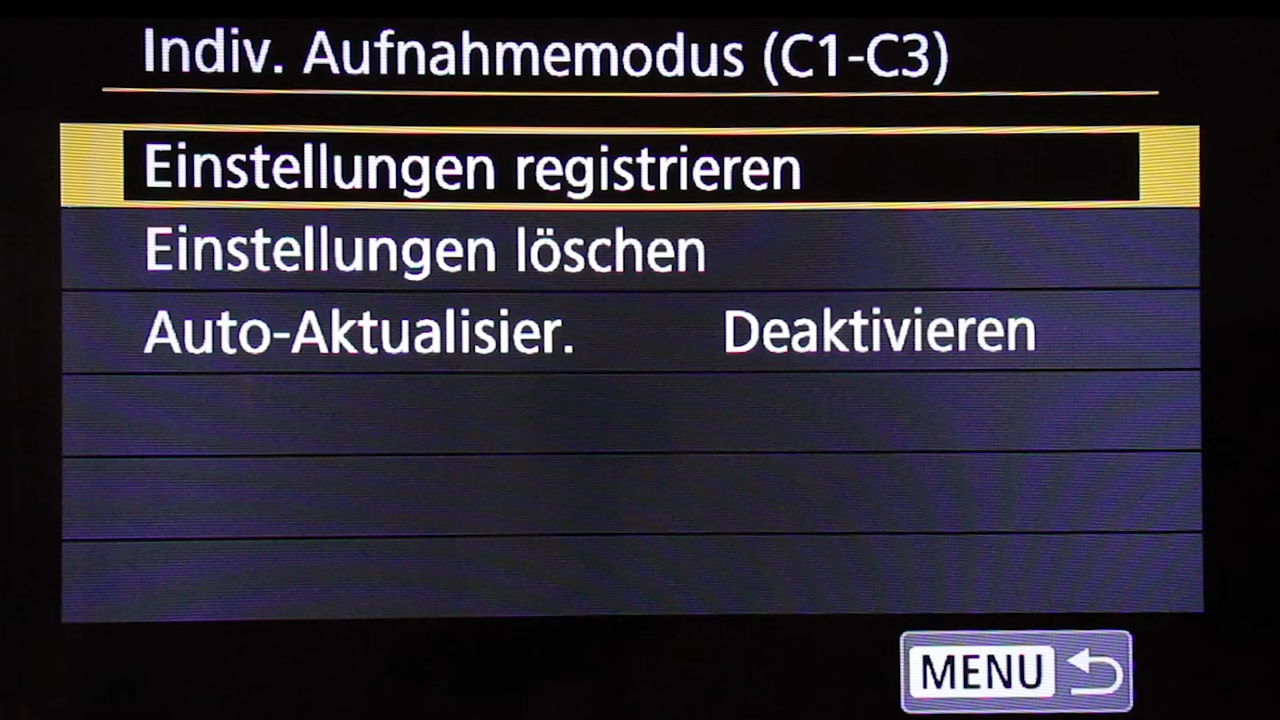 Indiv. Aufnahmemodus (C1-C3)
Einstellungen registrieren
Einstellungen löschen
Auto-Aktualisier. Deaktivieren
MENU